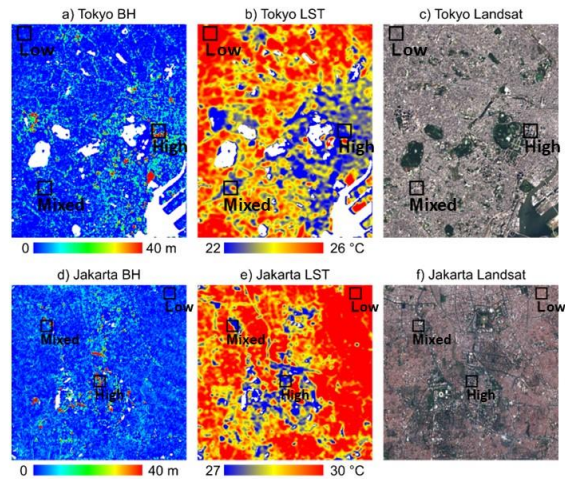 a) Tokyo BH
b) Tokyo LST
c) Tokyo Landsat
Low
High
Mixed
Low
High
Mixed
Low
High
Mixed
0 40 m
22 26 °C
d) Jakarta BH
e) Jakarta LST
f) Jakarta Landsat
Low
Mixed
High
Low
Mixed
High
Low
Mixed
High
0 40 m
27 30 °C